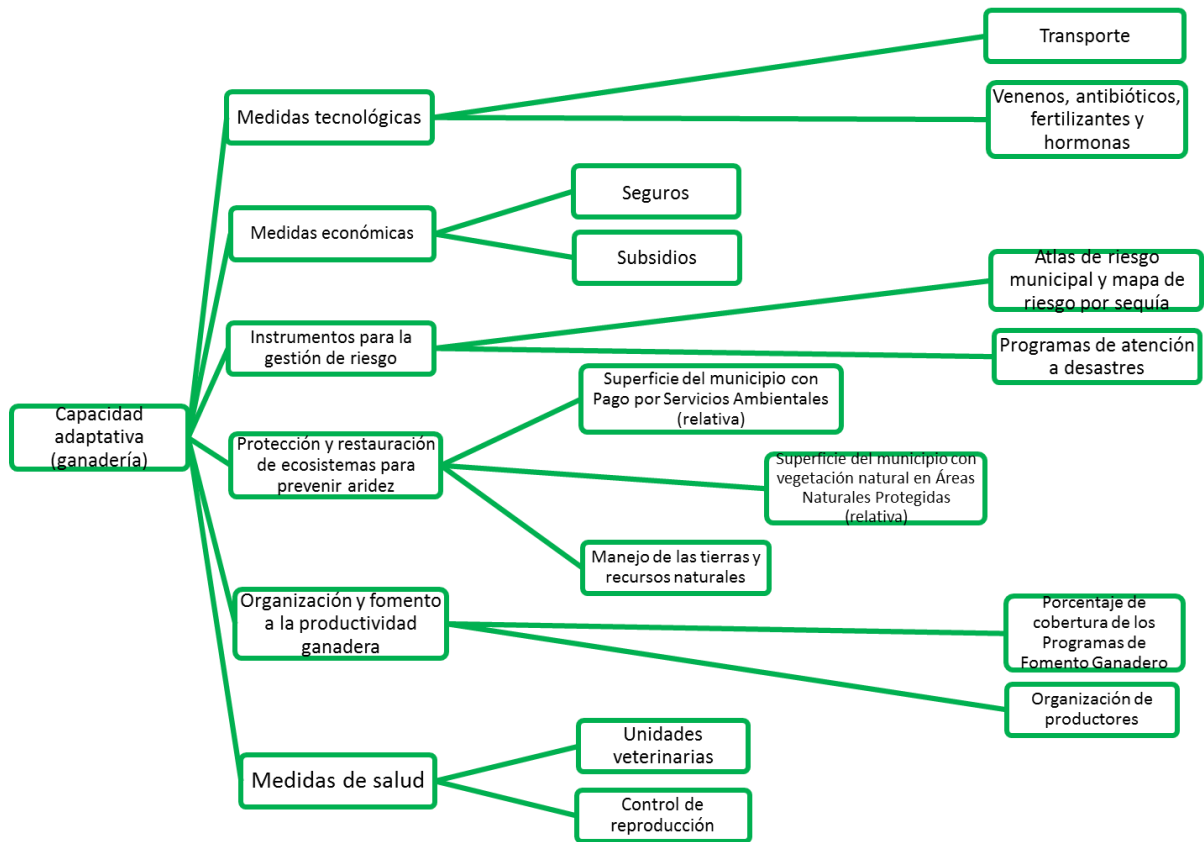 Transporte
Medidas tecnológicas
Venenos, antibióticos,
fertilizantes y
hormonas
Seguros
Medidas económicas
Subsidios
Atlas de riesgo
municipal y mapa de
riesgo por sequía
Instrumentos para la
gestión de riesgo
Programas de atención
a desastres
Superficie del municipio con
Pago por Servicios Ambientales
(relativa)
Capacidad
adaptativa
(ganadería)
Protección y restauración
de ecosistemas para
prevenir aridez
Superficie del municipio con
vegetación natural en Áreas
Naturales Protegidas
(relativa)
Manejo de las tierras y
recursos naturales
Organización y fomento
a la productividad
ganadera
Porcentaje de
cobertura de los
Programas de
Fomento Ganadero
Organización de
productores
Unidades
veterinarias
Medidas de salud
Control de
reproducción